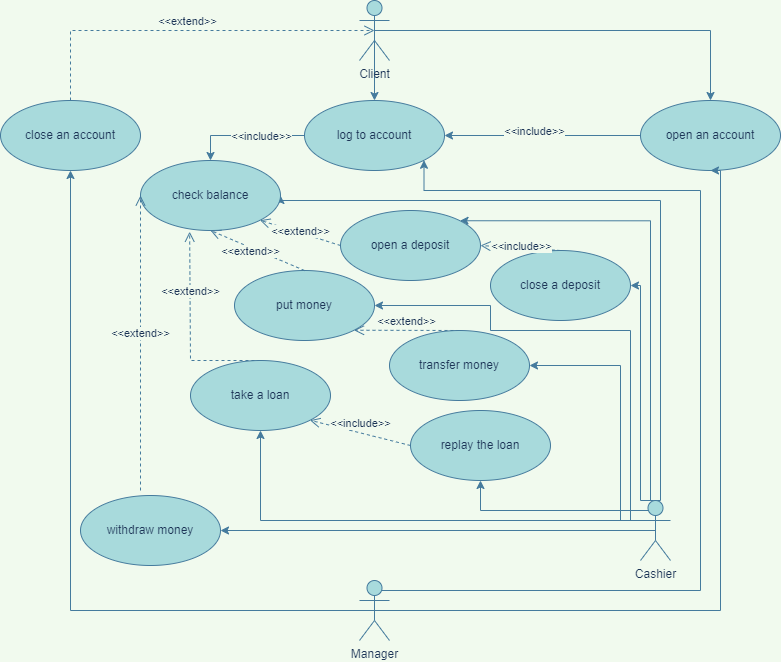 <<extend>>
Client
close an account
<<include>>
log to account
<<include>>
open an account
check balance
<<extend>>
open a deposit
<<include>>
<<extend>>
close a deposit
<<extend>>
put money
<<extend>>
<<extend>>
transfer money
take a loan
<<include>>
replay the loan
withdraw money
Cashier
Manager